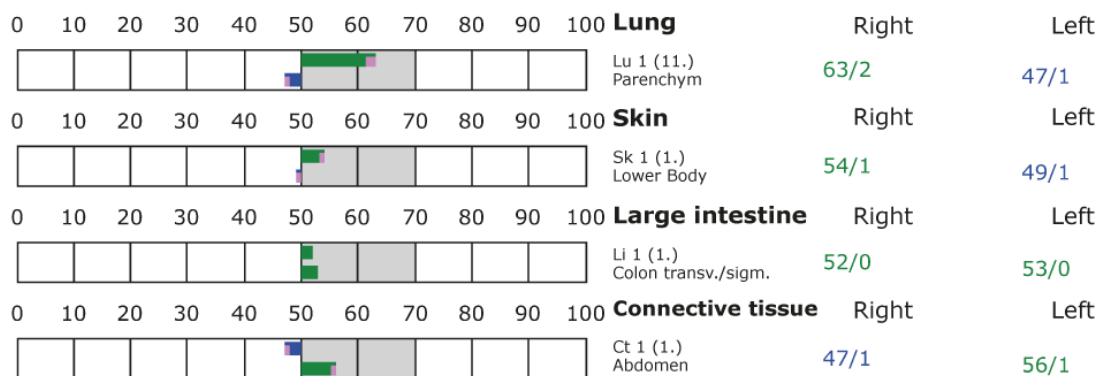 0 10 20 30 40 50 60 70 80 90 100 Lung Right Left
Lu 1 (11.)
Parenchym
63/2 47/1
0 10 20 30 40 50 60 70 80 90 100 Skin Right Left
Sk 1 (1.)
Lower Body
54/1 49/1
0 10 20 30 40 50 60 70 80 90 100 Large intestine Right Left
Li 1 (1.)
Colon transv./sigm.
52/0 53/0
0 10 20 30 40 50 60 70 80 90 100 Connective tissue Right Left
Ct 1 (1.)
Abdomen
47/1 56/1